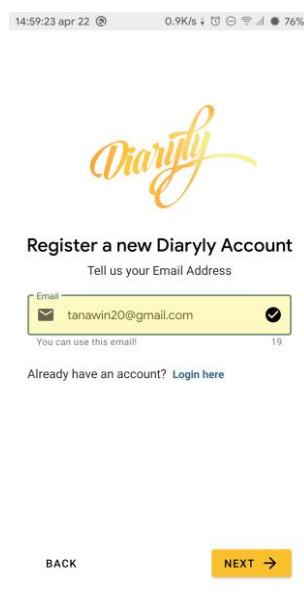 14:59:23 apr 22 0.9K/s 76%
Diaryly
Register a new Diaryly Account
Tell us your Email Address
Email
tanawin20@gmail.com
You can use this email! 19
Already have an account? Login here
BACK NEXT →